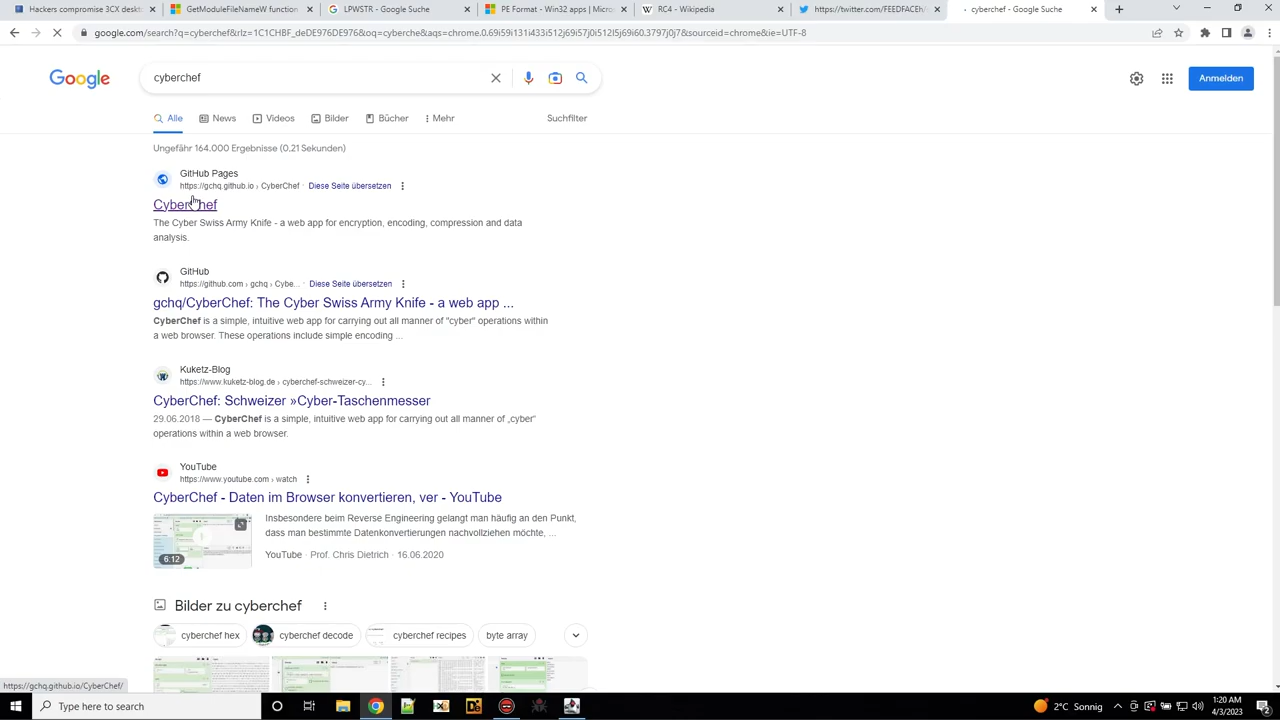 Hackers compromise 3CX deskto
GetModuleFileNameW function
LPWSTR - Google Suche
PE Format - Win32 apps | Micros
RC4 - Wikipedia
https://twitter.com/FEEDFACEh
cyberchef - Google Suche
google.com/search?q=cyberchef&rlz=1C1CHBF_deDE976DE976&oq=cyberche&aqs=chrome.0.69i59i131i433i512j69i57j0i512l5j69i60.3797j0j7&sourceid=chrome&ie=UTF-8
Google
cyberchef
Anmelden
Alle
News
Videos
Bilder
Bücher
Mehr
Suchfilter
Ungefähr 164.000 Ergebnisse (0,21 Sekunden)
GitHub Pages
https://gchq.github.io › CyberChef · Diese Seite übersetzen
CyberChef
The Cyber Swiss Army Knife - a web app for encryption, encoding, compression and data
analysis.
GitHub
https://github.com › gchq › Cybe... · Diese Seite übersetzen
gchq/CyberChef: The Cyber Swiss Army Knife - a web app ...
CyberChef is a simple, intuitive web app for carrying out all manner of "cyber" operations within
a web browser. These operations include simple encoding ...
Kuketz-Blog
https://www.kuketz-blog.de › cyberchef-schweizer-cy...
CyberChef: Schweizer »Cyber-Taschenmesser
29.06.2018 — CyberChef is a simple, intuitive web app for carrying out all manner of „cyber“
operations within a web browser.
YouTube
https://www.youtube.com › watch
CyberChef - Daten im Browser konvertieren, ver - YouTube
Insbesondere beim Reverse Engineering gelangt man häufig an den Punkt,
dass man bestimmte Datenkonvertierungen nachvollziehen möchte, ...
6:12
YouTube · Prof. Chris Dietrich · 16.06.2020
Bilder zu cyberchef
cyberchef hex
cyberchef decode
cyberchef recipes
byte array
https://gchq.github.io/CyberChef/
Type here to search
2°C Sonnig
1:20 AM
4/3/2023